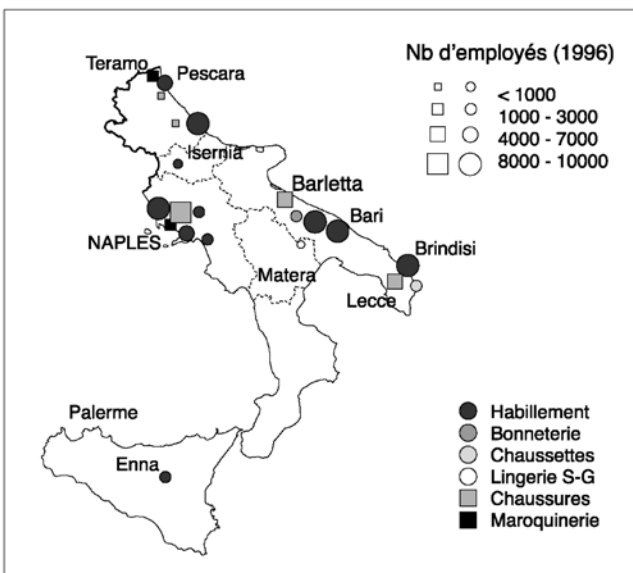 Nb d'employés (1996)
< 1000
1000 - 3000
4000 - 7000
8000 - 10000
Teramo
Pescara
Isernia
Barletta
Bari
NAPLES
Brindisi
Matera
Lecce
Palerme
Enna
Habillement
Bonneterie
Chaussettes
Lingerie S-G
Chaussures
Maroquinerie